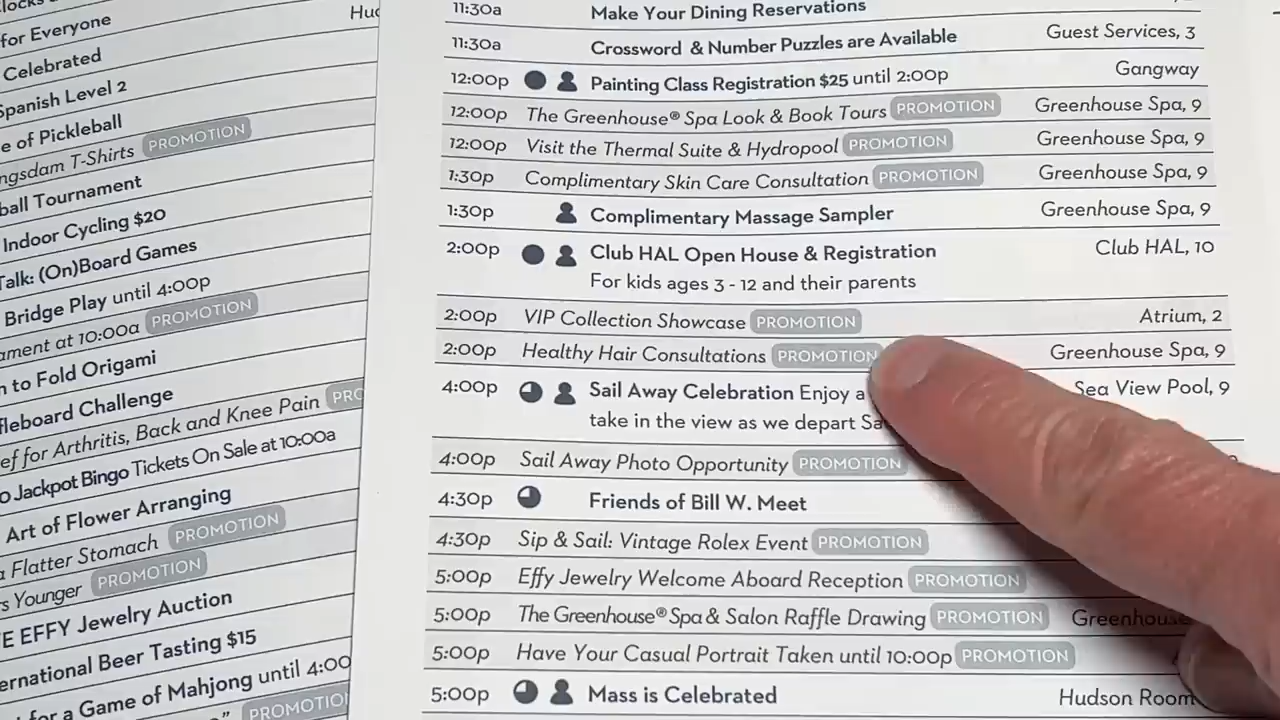 for Everyone
Celebrated
Spanish Level 2
e of Pickleball
T-Shirts PROMOTION
ball Tournament
Indoor Cycling $20
Talk: (On)Board Games
Bridge Play until 4:00p
at 10:00a PROMOTION
to Fold Origami
Challenge
for Arthritis, Back and Knee Pain
Jackpot Bingo Tickets On Sale at 10:00a
Art of Flower Arranging
a Flatter Stomach PROMOTION
Younger PROMOTION
EFFY Jewelry Auction
Beer Tasting $15
for a Game of Mahjong until 4:00
11:30a Make Your Dining Reservations
11:30a Crossword & Number Puzzles are Available Guest Services, 3
12:00p Painting Class Registration $25 until 2:00p Gangway
12:00p The Greenhouse® Spa Look & Book Tours PROMOTION Greenhouse Spa, 9
12:00p Visit the Thermal Suite & Hydropool PROMOTION Greenhouse Spa, 9
1:30p Complimentary Skin Care Consultation PROMOTION Greenhouse Spa, 9
1:30p Complimentary Massage Sampler Greenhouse Spa, 9
2:00p Club HAL Open House & Registration Club HAL, 10
For kids ages 3 - 12 and their parents
2:00p VIP Collection Showcase PROMOTION Atrium, 2
2:00p Healthy Hair Consultations PROMOTION Greenhouse Spa, 9
4:00p Sail Away Celebration Enjoy a Sea View Pool, 9
take in the view as we depart
4:00p Sail Away Photo Opportunity PROMOTION
4:30p Friends of Bill W. Meet
4:30p Sip & Sail: Vintage Rolex Event PROMOTION
5:00p Effy Jewelry Welcome Aboard Reception PROMOTION
5:00p The Greenhouse® Spa & Salon Raffle Drawing PROMOTION
5:00p Have Your Casual Portrait Taken until 10:00p PROMOTION
5:00p Mass is Celebrated Hudson Room